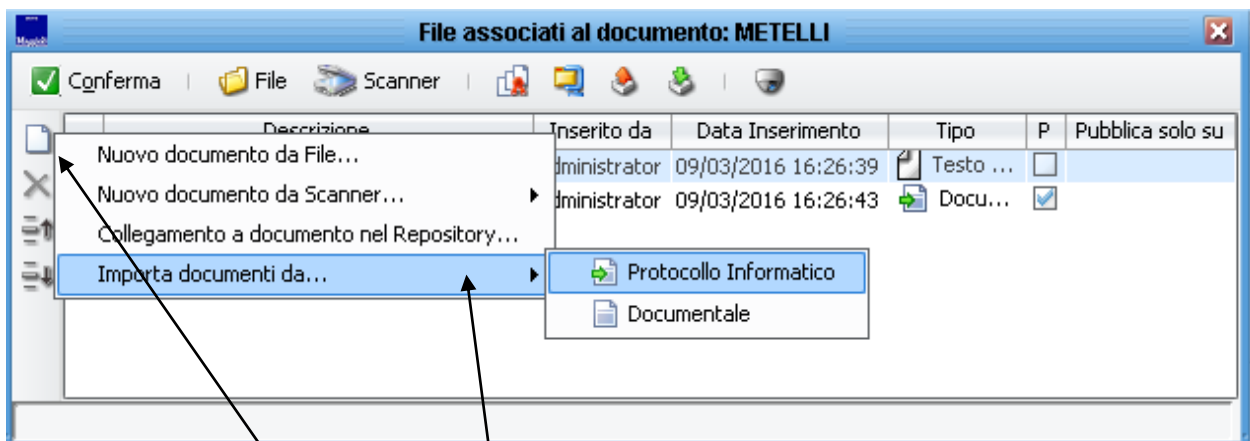 File associati al documento: METELLI
Maggioli
Conferma File Scanner
Descrizione Inserito da Data Inserimento Tipo P Pubblica solo su
Nuovo documento da File...
dministrator 09/03/2016 16:26:39 Testo ...
Nuovo documento da Scanner...
dministrator 09/03/2016 16:26:43 Docu...
Collegamento a documento nel Repository...
Importa documenti da...
Protocollo Informatico
Documentale